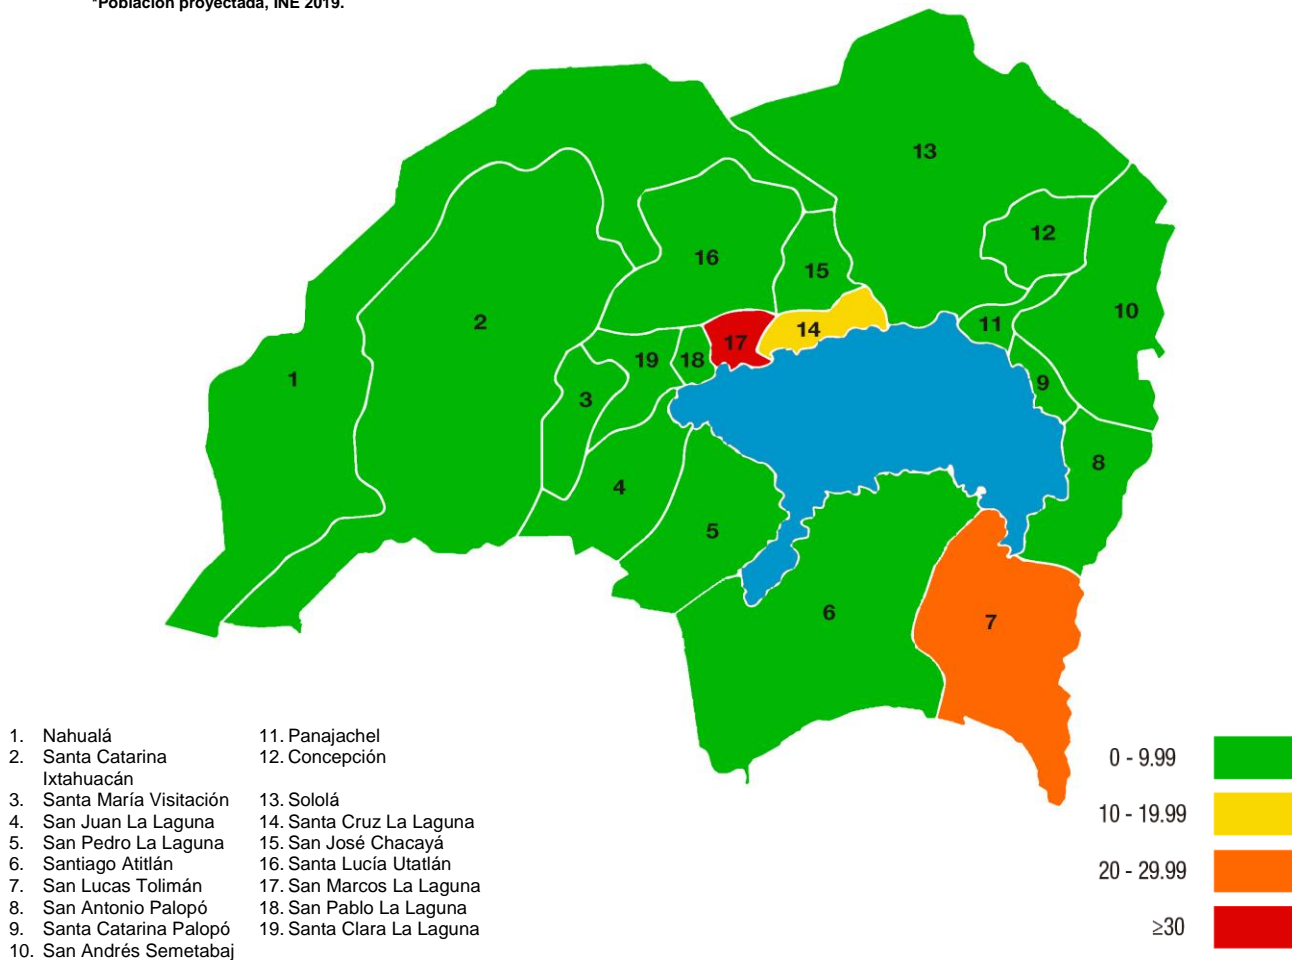 *Población proyectada, INE 2019.
13
12
16
15
10
2
14
11
17
19
18
1
9
3
8
4
5
6
7
1. Nahualá
2. Santa Catarina
Ixtahuacán
3. Santa María Visitación
4. San Juan La Laguna
5. San Pedro La Laguna
6. Santiago Atitlán
7. San Lucas Tolimán
8. San Antonio Palopó
9. Santa Catarina Palopó
10. San Andrés Semetabaj
11. Panajachel
12. Concepción
13. Sololá
14. Santa Cruz La Laguna
15. San José Chacayá
16. Santa Lucía Utatlán
17. San Marcos La Laguna
18. San Pablo La Laguna
19. Santa Clara La Laguna
0 - 9.99
10 - 19.99
20 - 29.99
≥30